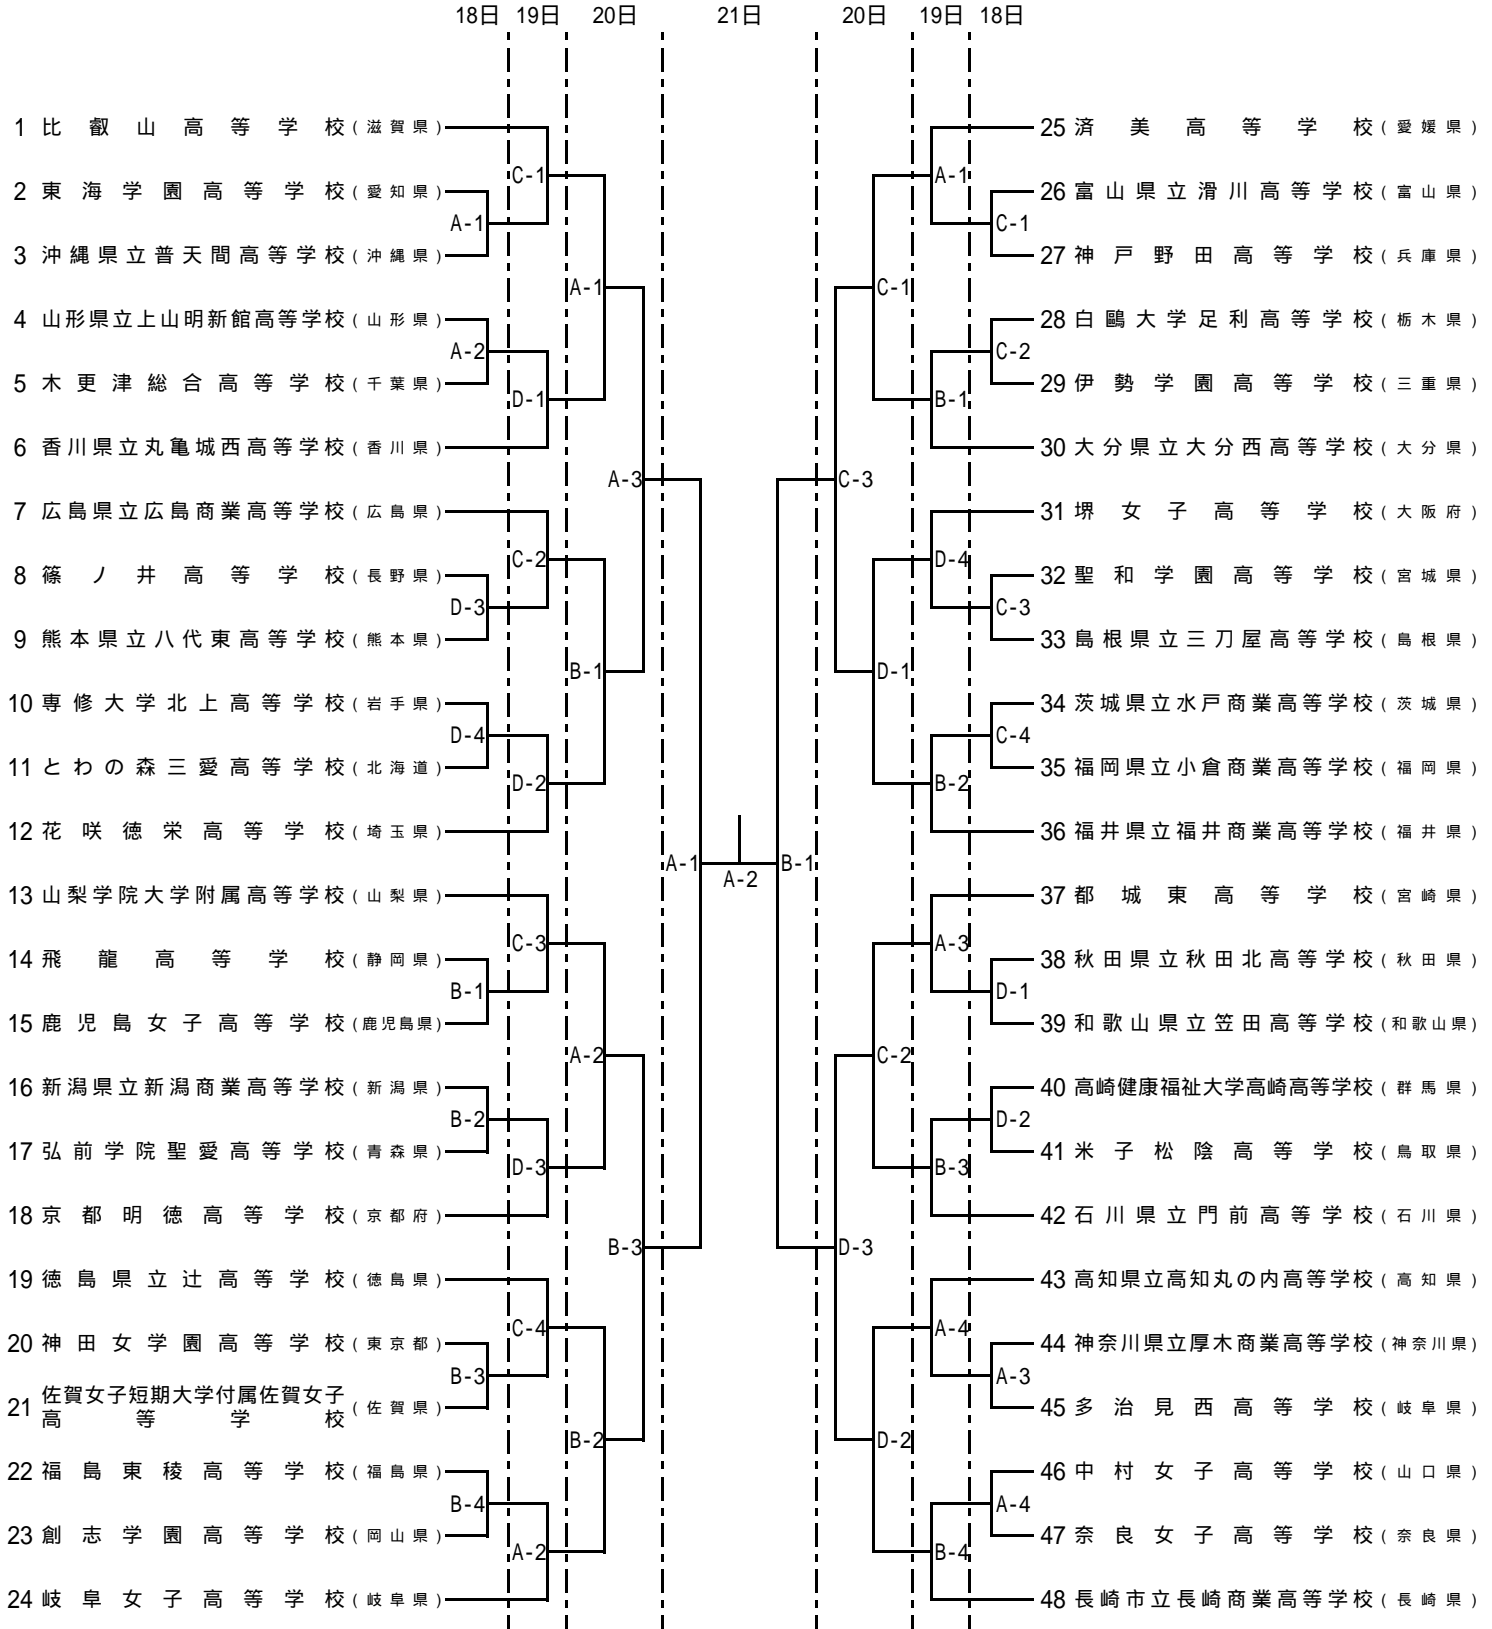 18日 19日 20日 21日 20日 19日 18日
1 比叡山高等学校(滋賀県)
2 東海学園高等学校(愛知県)
3 沖縄県立普天間高等学校(沖縄県)
4 山形県立上山明新館高等学校(山形県)
5 木更津総合高等学校(千葉県)
6 香川県立丸亀城西高等学校(香川県)
7 広島県立広島商業高等学校(広島県)
8 篠ノ井高等学校(長野県)
9 熊本県立八代東高等学校(熊本県)
10 専修大学北上高等学校(岩手県)
11 とわの森三愛高等学校(北海道)
12 花咲徳栄高等学校(埼玉県)
13 山梨学院大学附属高等学校(山梨県)
14 飛龍高等学校(静岡県)
15 鹿児島女子高等学校(鹿児島県)
16 新潟県立新潟商業高等学校(新潟県)
17 弘前学院聖愛高等学校(青森県)
18 京都明徳高等学校(京都府)
19 徳島県立辻高等学校(徳島県)
20 神田女学園高等学校(東京都)
21 佐賀女子短期大学付属佐賀女子
高等学校(佐賀県)
22 福島東稜高等学校(福島県)
23 創志学園高等学校(岡山県)
24 岐阜女子高等学校(岐阜県)
A-1
A-2
D-3
D-4
B-1
B-2
B-3
B-4
C-1
D-1
C-2
D-2
C-3
D-3
C-4
A-2
A-1
B-1
A-2
B-2
A-3
B-3
A-1
A-2
B-1
C-3
D-3
C-1
D-1
C-2
D-2
A-1
B-1
D-4
B-2
A-3
B-3
A-4
B-4
C-1
C-2
C-3
C-4
D-1
D-2
A-3
A-4
25 済美高等学校(愛媛県)
26 富山県立滑川高等学校(富山県)
27 神戸野田高等学校(兵庫県)
28 白鷗大学足利高等学校(栃木県)
29 伊勢学園高等学校(三重県)
30 大分県立大分西高等学校(大分県)
31 堺女子高等学校(大阪府)
32 聖和学園高等学校(宮城県)
33 島根県立三刀屋高等学校(島根県)
34 茨城県立水戸商業高等学校(茨城県)
35 福岡県立小倉商業高等学校(福岡県)
36 福井県立福井商業高等学校(福井県)
37 都城東高等学校(宮崎県)
38 秋田県立秋田北高等学校(秋田県)
39 和歌山県立笠田高等学校(和歌山県)
40 高崎健康福祉大学高崎高等学校(群馬県)
41 米子松陰高等学校(鳥取県)
42 石川県立門前高等学校(石川県)
43 高知県立高知丸の内高等学校(高知県)
44 神奈川県立厚木商業高等学校(神奈川県)
45 多治見西高等学校(岐阜県)
46 中村女子高等学校(山口県)
47 奈良女子高等学校(奈良県)
48 長崎市立長崎商業高等学校(長崎県)